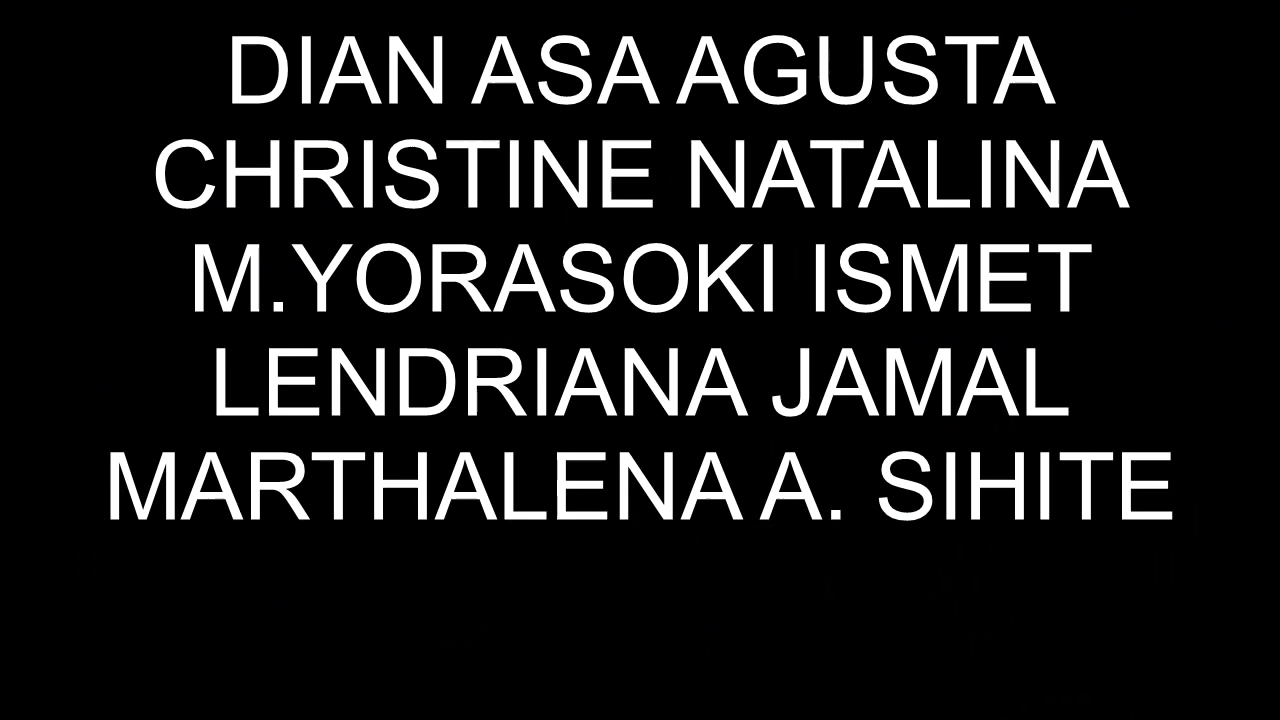 DIAN ASA AGUSTA
CHRISTINE NATALINA
M.YORASOKI ISMET
LENDRIANA JAMAL
MARTHALENA A. SIHITE